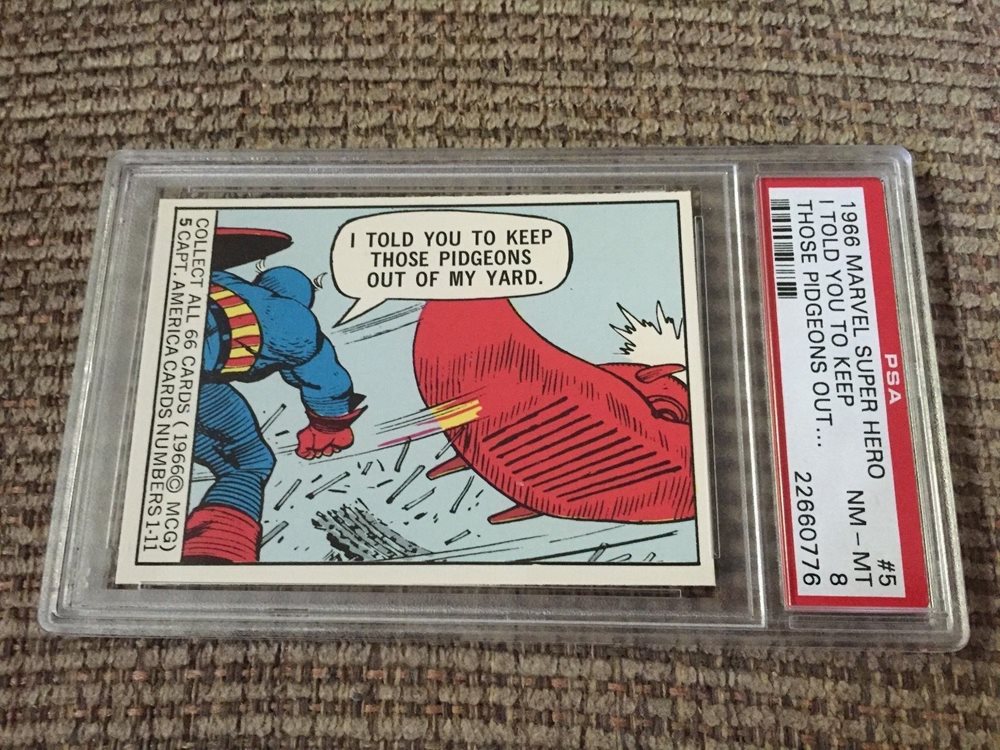 I TOLD YOU TO KEEP
THOSE PIDGEONS
OUT OF MY YARD.
COLLECT ALL 66 CARDS (1966© MCG)
5 CAPT. AMERICA CARDS NUMBERS 1-11
PSA
1966 MARVEL SUPER HERO #5
I TOLD YOU TO KEEP NM - MT
THOSE PIDGEONS OUT... 8
22660776